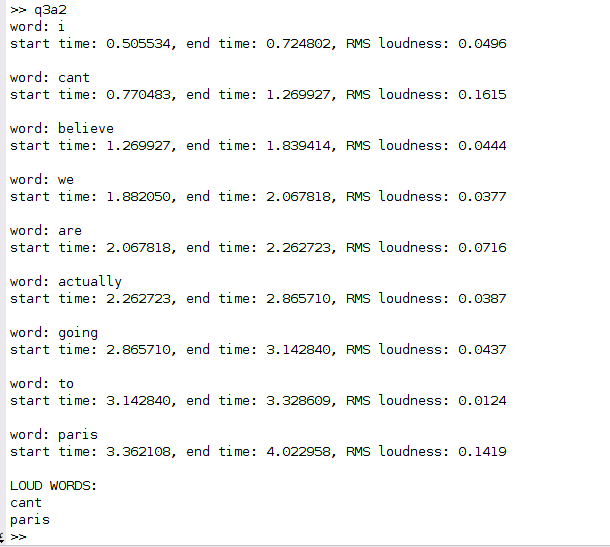 >> q3a2
word: i
start time: 0.505534, end time: 0.724802, RMS loudness: 0.0496
word: cant
start time: 0.770483, end time: 1.269927, RMS loudness: 0.1615
word: believe
start time: 1.269927, end time: 1.839414, RMS loudness: 0.0444
word: we
start time: 1.882050, end time: 2.067818, RMS loudness: 0.0377
word: are
start time: 2.067818, end time: 2.262723, RMS loudness: 0.0716
word: actually
start time: 2.262723, end time: 2.865710, RMS loudness: 0.0387
word: going
start time: 2.865710, end time: 3.142840, RMS loudness: 0.0437
word: to
start time: 3.142840, end time: 3.328609, RMS loudness: 0.0124
word: paris
start time: 3.362108, end time: 4.022958, RMS loudness: 0.1419
LOUD WORDS:
cant
paris
>>